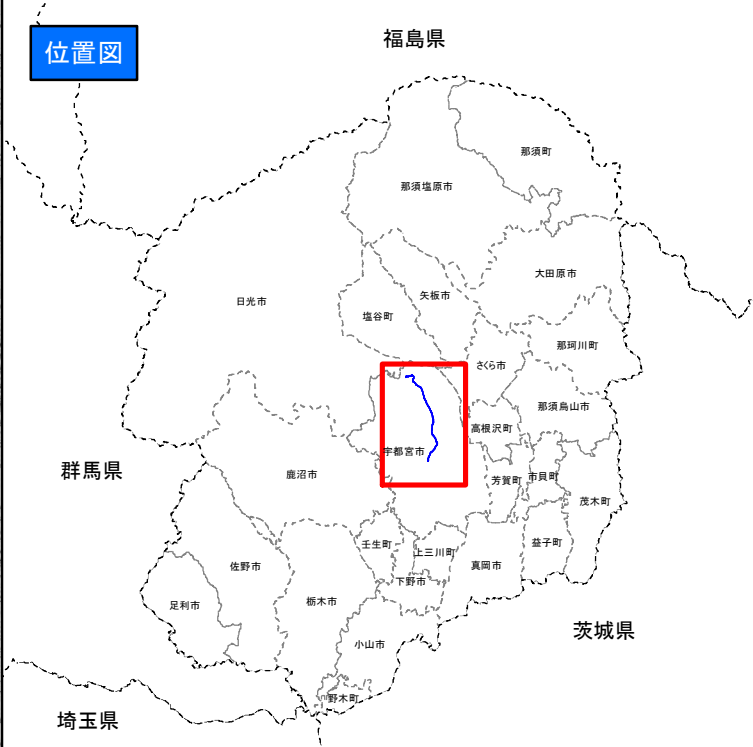 福島県
位置図
那須町
那須塩原市
大田原市
日光市
矢板市
塩谷町
那珂川町
さくら市
那須烏山市
高根沢町
宇都宮市
群馬県
鹿沼市
芳賀町
市貝町
茂木町
壬生町
上三川町
益子町
佐野市
真岡市
下野市
足利市
栃木市
茨城県
小山市
野木町
埼玉県